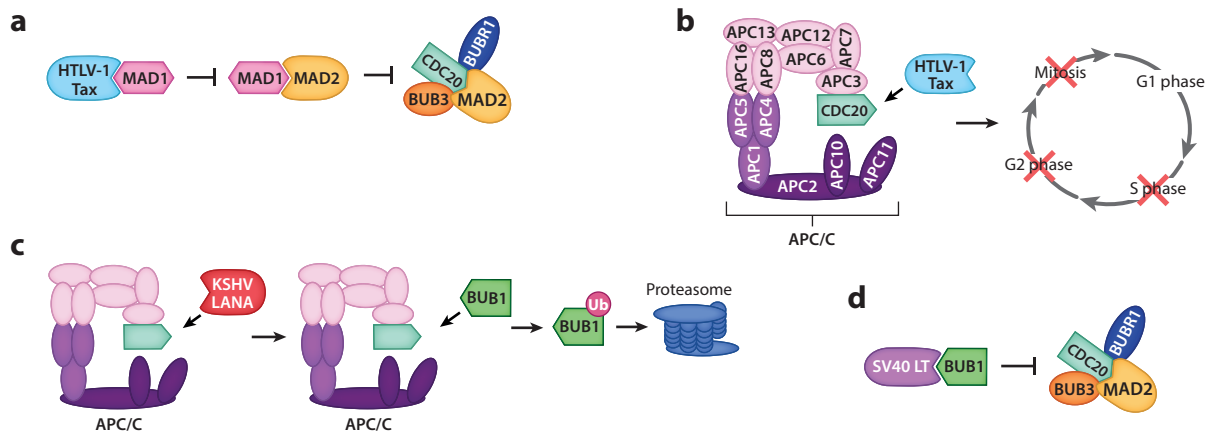 a
HTLV-1
Tax
MAD1
MAD1
MAD2
CDC20
BUBR1
BUB3
MAD2
b
APC13
APC12
APC7
APC16
APC8
APC6
APC3
CDC20
APC5
APC4
APC1
APC10
APC11
APC2
APC/C
HTLV-1
Tax
Mitosis
G1 phase
G2 phase
S phase
c
KSHV
LANA
APC/C
APC/C
BUB1
Ub
BUB1
Proteasome
d
SV40 LT
BUB1
CDC20
BUBR1
BUB3
MAD2